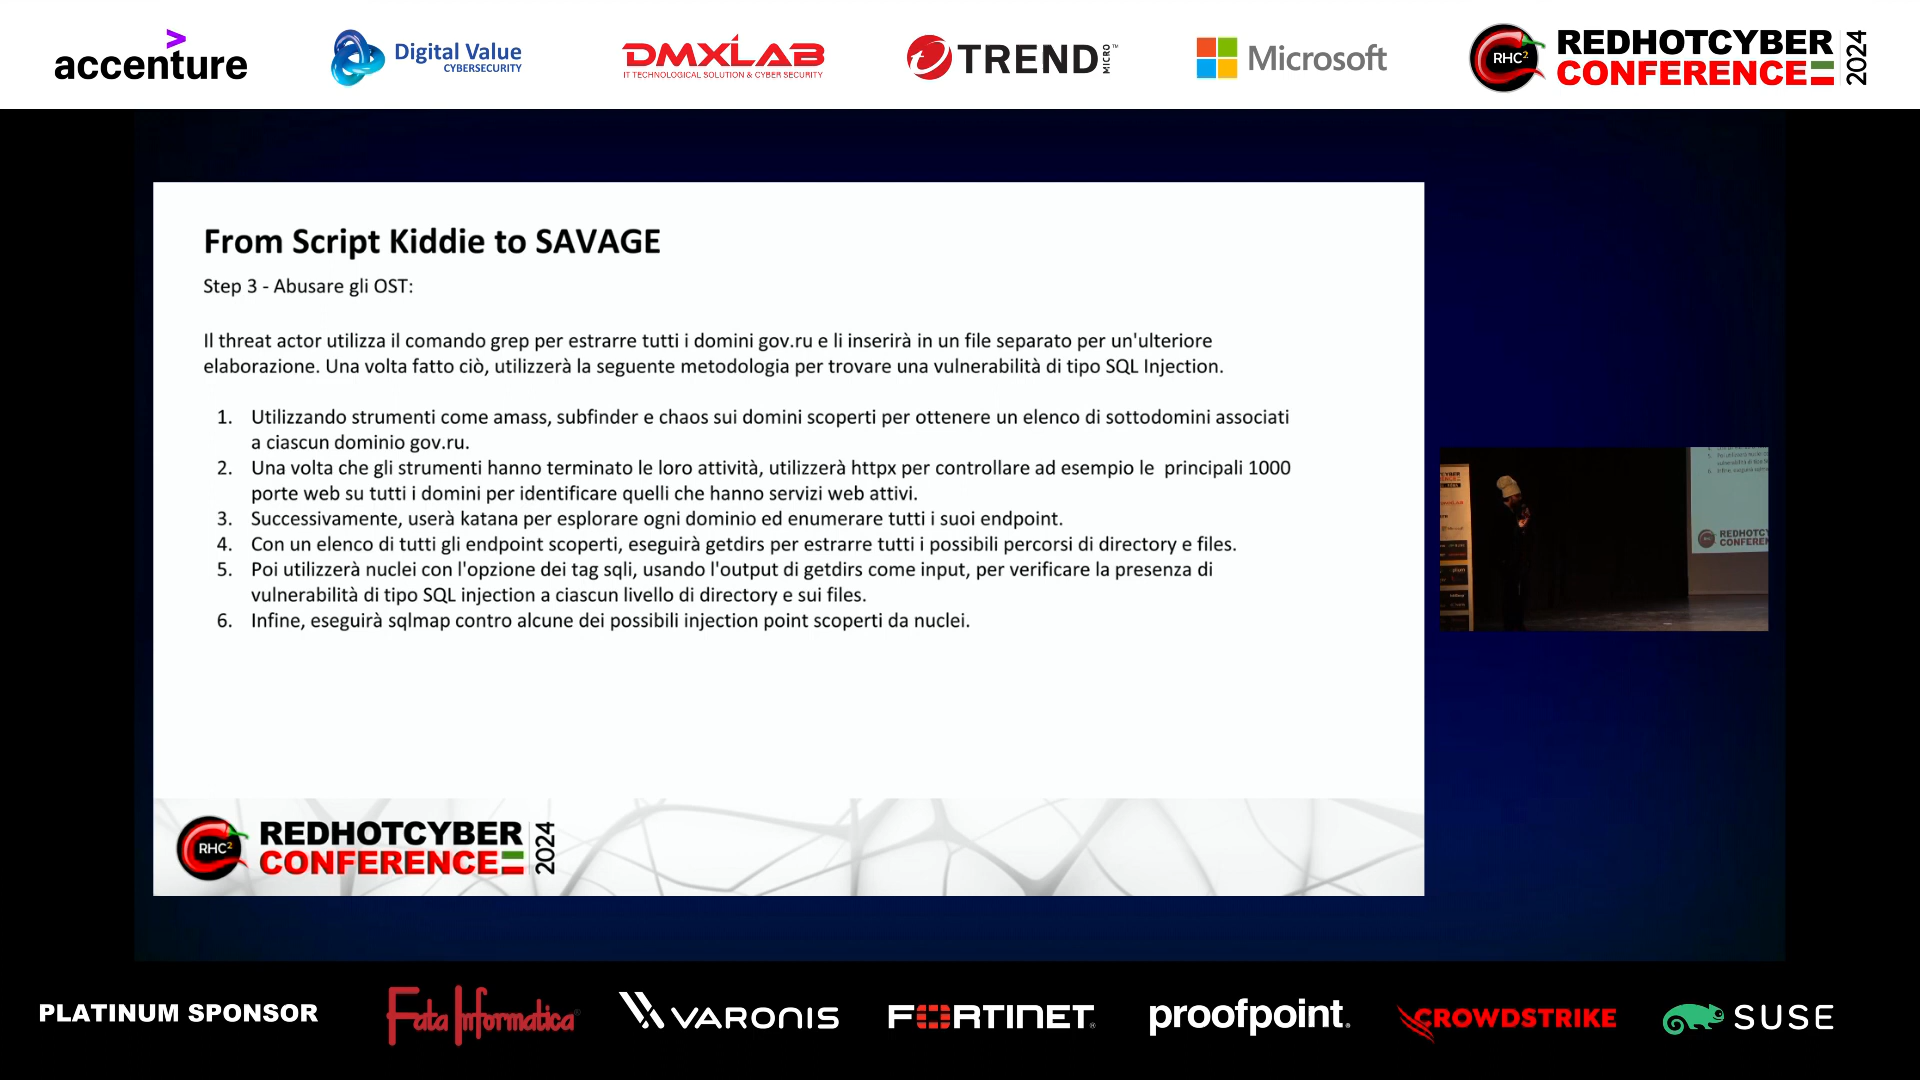 accenture
Digital Value
CYBERSECURITY
DMXLAB
IT TECHNOLOGICAL SOLUTION & CYBER SECURITY
TREND MICRO™
Microsoft
RHC²
REDHOTCYBER
CONFERENCE
2024
From Script Kiddie to SAVAGE
Step 3 - Abusare gli OST:
Il threat actor utilizza il comando grep per estrarre tutti i domini gov.ru e li inserirà in un file separato per un'ulteriore
elaborazione. Una volta fatto ciò, utilizzerà la seguente metodologia per trovare una vulnerabilità di tipo SQL Injection.
1. Utilizzando strumenti come amass, subfinder e chaos sui domini scoperti per ottenere un elenco di sottodomini associati
a ciascun dominio gov.ru.
2. Una volta che gli strumenti hanno terminato le loro attività, utilizzerà httpx per controllare ad esempio le principali 1000
porte web su tutti i domini per identificare quelli che hanno servizi web attivi.
3. Successivamente, userà katana per esplorare ogni dominio ed enumerare tutti i suoi endpoint.
4. Con un elenco di tutti gli endpoint scoperti, eseguirà getdirs per estrarre tutti i possibili percorsi di directory e files.
5. Poi utilizzerà nuclei con l'opzione dei tag sqli, usando l'output di getdirs come input, per verificare la presenza di
vulnerabilità di tipo SQL injection a ciascun livello di directory e sui files.
6. Infine, eseguirà sqlmap contro alcune dei possibili injection point scoperti da nuclei.
RHC²
REDHOTCYBER
CONFERENCE
2024
PLATINUM SPONSOR
Fata Informatica
VARONIS
FORTINET®
proofpoint.
CROWDSTRIKE
SUSE